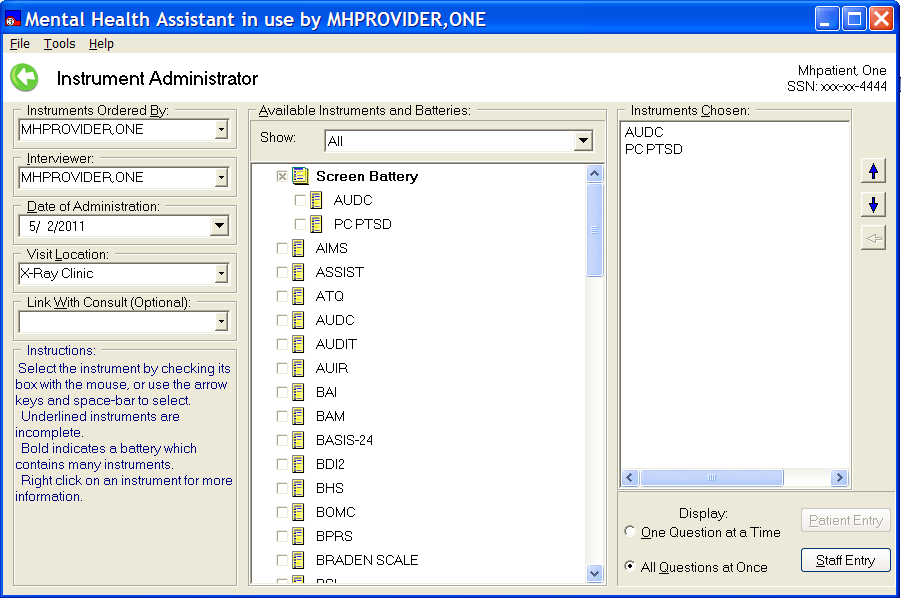 Mental Health Assistant in use by MHPROVIDER,ONE
File Tools Help
Instrument Administrator
Mhpatient, One
SSN: xxx-xx-4444
Instruments Ordered By:
MHPROVIDER,ONE
Interviewer:
MHPROVIDER,ONE
Date of Administration:
5/ 2/2011
Visit Location:
X-Ray Clinic
Link With Consult (Optional):
Instructions:
Select the instrument by checking its
box with the mouse, or use the arrow
keys and space-bar to select.
Underlined instruments are
incomplete.
Bold indicates a battery which
contains many instruments.
Right click on an instrument for more
information.
Available Instruments and Batteries:
Show: All
Screen Battery
AUDC
PC PTSD
AIMS
ASSIST
ATQ
AUDC
AUDIT
AUIR
BAI
BAM
BASIS-24
BDI2
BHS
BOMC
BPRS
BRADEN SCALE
Instruments Chosen:
AUDC
PC PTSD
Display:
One Question at a Time
All Questions at Once
Patient Entry
Staff Entry